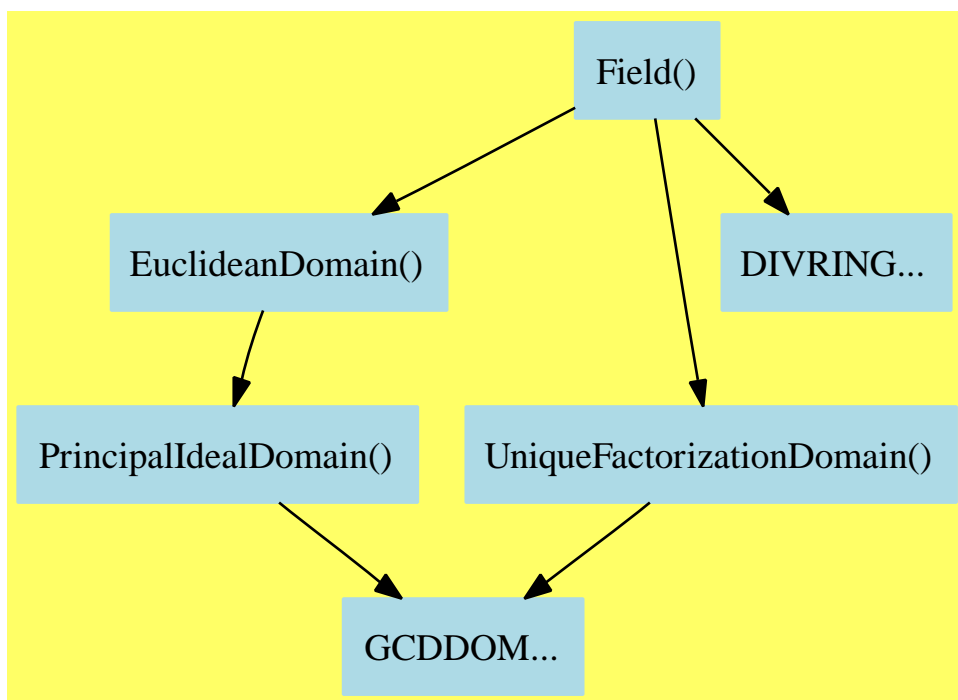 Field()
EuclideanDomain()
DIVRING...
PrincipalIdealDomain()
UniqueFactorizationDomain()
GCDDOM...